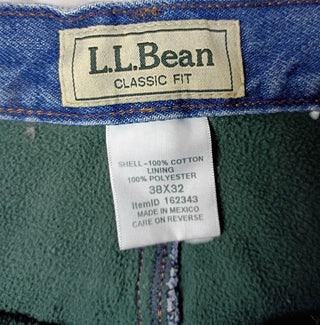 L.L.Bean
CLASSIC FIT
SHELL-100% COTTON
LINING
100% POLYESTER
38X32
ItemID 162343
MADE IN MEXICO
CARE ON REVERSE